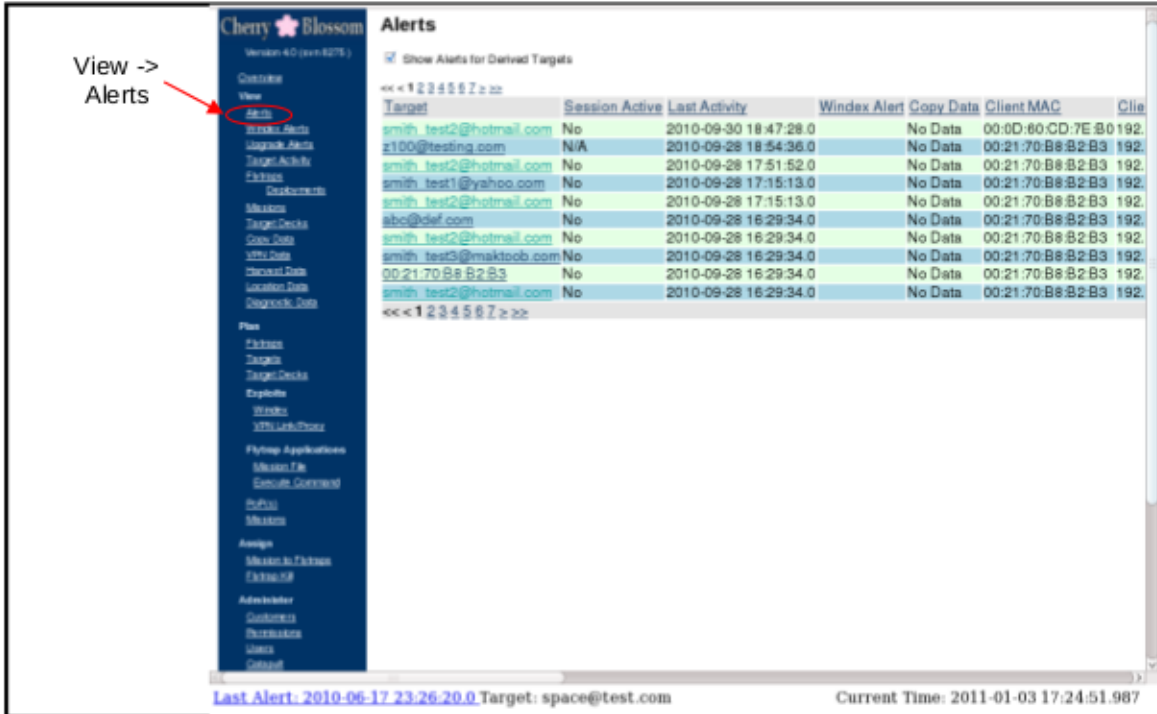 View ->
Alerts
Cherry Blossom
Version 4.0 (svn 8275 )
Overview
View
Alerts
Windex Alerts
Upgrade Alerts
Target Activity
Flytraps
Deployments
Missions
Target Decks
Copy Data
VPN Data
Harvest Data
Location Data
Diagnostic Data
Plan
Flytraps
Targets
Target Decks
Exploits
Windex
VPN Link/Proxy
Flytrap Applications
Mission File
Execute Command
PoP(s)
Missions
Assign
Mission to Flytraps
Flytrap Kill
Administer
Customers
Permissions
Users
Catapult
Alerts
Show Alerts for Derived Targets
<< < 1 2 3 4 5 6 7 > >>
Target Session Active Last Activity Windex Alert Copy Data Client MAC Clie
smith_test2@hotmail.com No 2010-09-30 18:47:28.0 No Data 00:0D:60:CD:7E:B0 192.
z100@testing.com N/A 2010-09-28 18:54:36.0 No Data 00:21:70:B8:B2:B3 192.
smith_test2@hotmail.com No 2010-09-28 17:51:52.0 No Data 00:21:70:B8:B2:B3 192.
smith_test1@yahoo.com No 2010-09-28 17:15:13.0 No Data 00:21:70:B8:B2:B3 192.
smith_test2@hotmail.com No 2010-09-28 17:15:13.0 No Data 00:21:70:B8:B2:B3 192.
abc@def.com No 2010-09-28 16:29:34.0 No Data 00:21:70:B8:B2:B3 192.
smith_test2@hotmail.com No 2010-09-28 16:29:34.0 No Data 00:21:70:B8:B2:B3 192.
smith_test3@maktoob.com No 2010-09-28 16:29:34.0 No Data 00:21:70:B8:B2:B3 192.
00:21:70:B8:B2:B3 No 2010-09-28 16:29:34.0 No Data 00:21:70:B8:B2:B3 192.
smith_test2@hotmail.com No 2010-09-28 16:29:34.0 No Data 00:21:70:B8:B2:B3 192.
<< < 1 2 3 4 5 6 7 > >>
Last Alert: 2010-06-17 23:26:20.0 Target: space@test.com Current Time: 2011-01-03 17:24:51.987